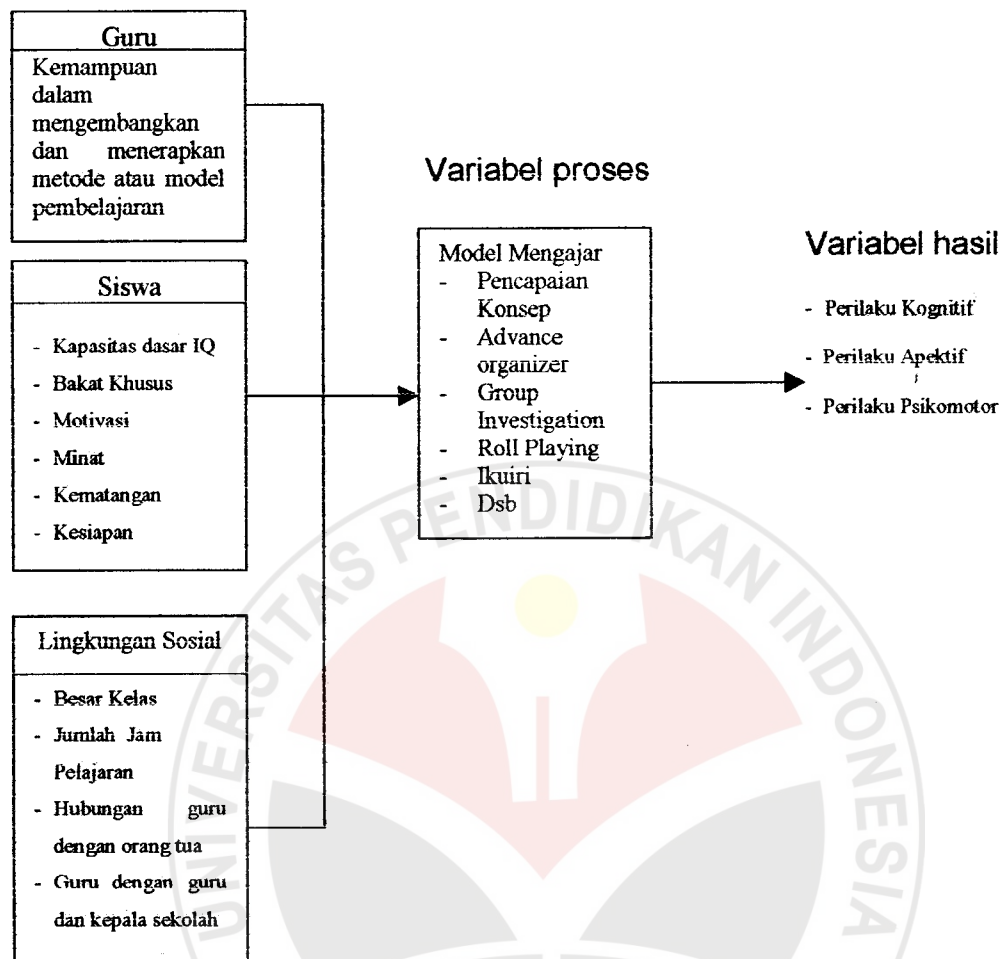 Guru
Kemampuan
dalam
mengembangkan
dan menerapkan
metode atau model
pembelajaran
Siswa
- Kapasitas dasar IQ
- Bakat Khusus
- Motivasi
- Minat
- Kematangan
- Kesiapan
Lingkungan Sosial
- Besar Kelas
- Jumlah Jam
Pelajaran
- Hubungan guru
dengan orang tua
- Guru dengan guru
dan kepala sekolah
Variabel proses
Model Mengajar
- Pencapaian
Konsep
- Advance
organizer
- Group
Investigation
- Roll Playing
- Ikuiri
- Dsb
Variabel hasil
- Perilaku Kognitif
- Perilaku Apektif
- Perilaku Psikomotor
UNIVERSITAS PENDIDIKAN INDONESIA